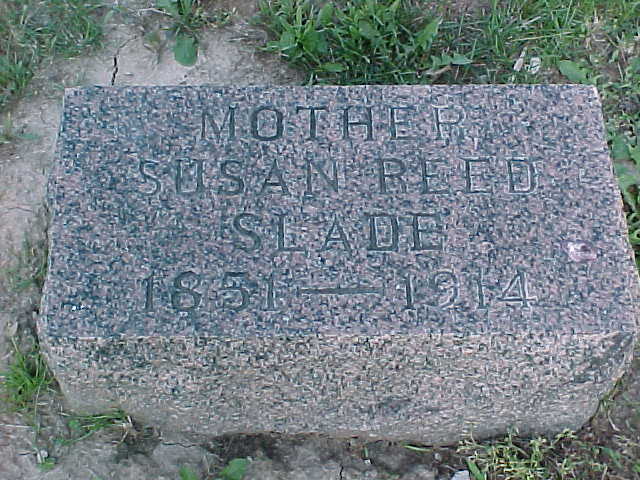 MOTHER
SUSAN REED
SLADE
1851 — 1914